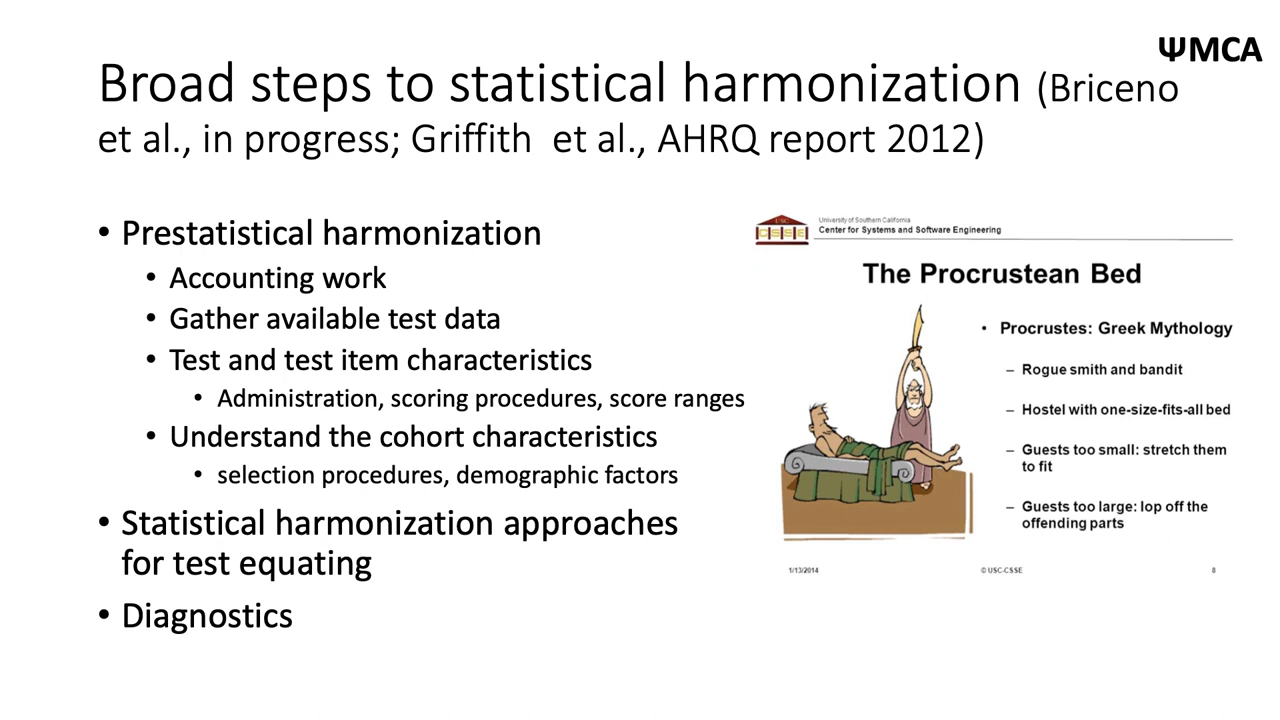 ΨMCA
Broad steps to statistical harmonization (Briceno
et al., in progress; Griffith et al., AHRQ report 2012)
• Prestatistical harmonization
• Accounting work
• Gather available test data
• Test and test item characteristics
• Administration, scoring procedures, score ranges
• Understand the cohort characteristics
• selection procedures, demographic factors
• Statistical harmonization approaches
for test equating
• Diagnostics
USC
CSSE
University of Southern California
Center for Systems and Software Engineering
The Procrustean Bed
• Procrustes: Greek Mythology
– Rogue smith and bandit
– Hostel with one-size-fits-all bed
– Guests too small: stretch them
to fit
– Guests too large: lop off the
offending parts
1/13/2014
© USC-CSSE
8